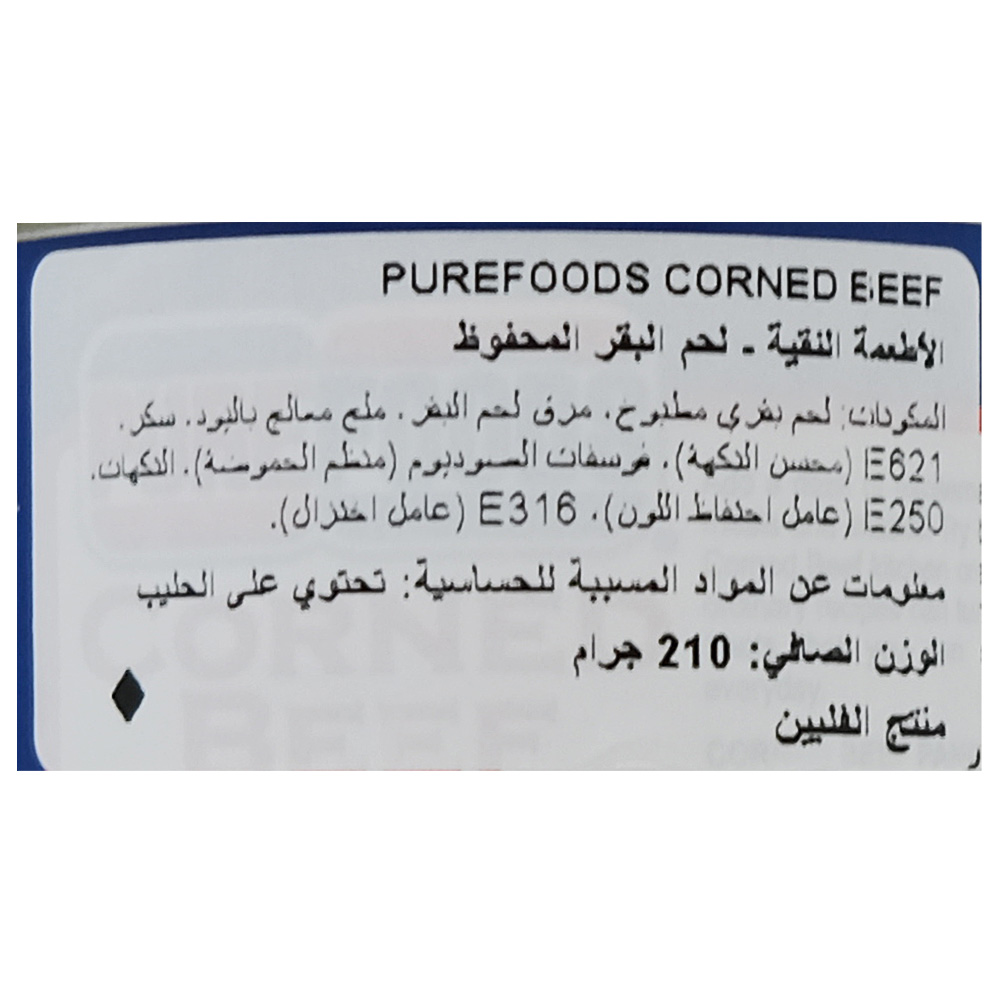 PUREFOODS CORNED BEEF
الأطعمة النقية - لحم البقر المحفوظ
المكونات: لحم بقري مطبوخ، مرق لحم البقر، ملح معالج باليود، سكر،
E621 (محسن النكهة)، فوسفات الصوديوم (منظم الحموضة)، النكهات،
E250 (عامل احتفاظ اللون)، E316 (عامل اختزال).
معلومات عن المواد المسببة للحساسية: تحتوي على الحليب
الوزن الصافي: 210 جرام
منتج الفلبين